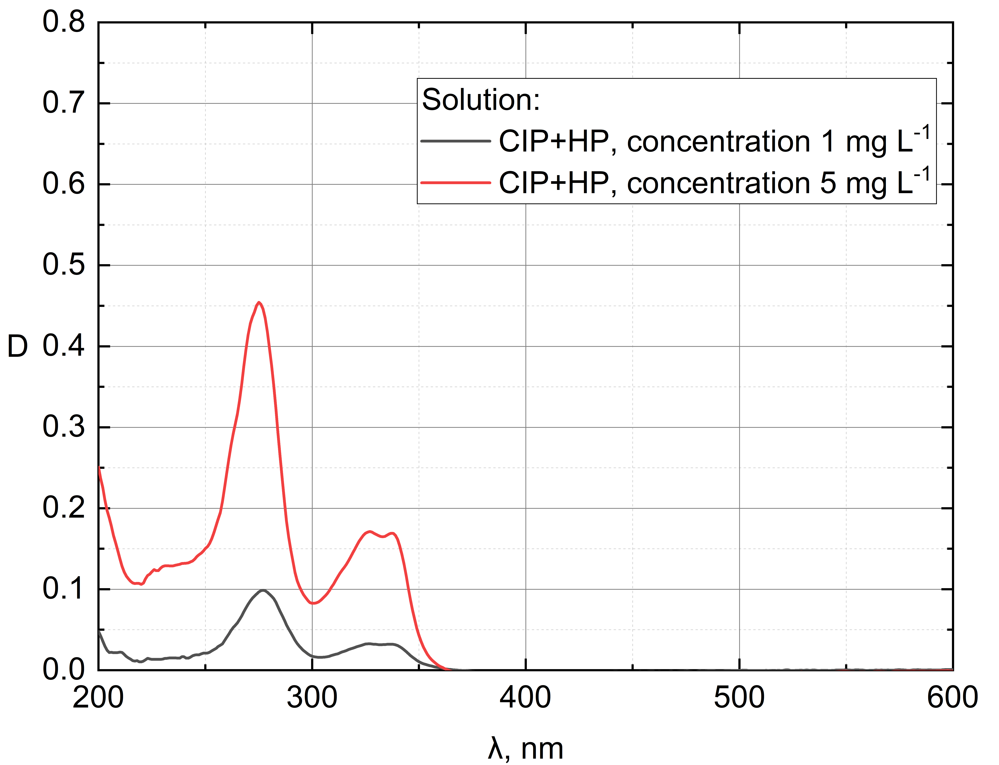 0.8
0.7
0.6
0.5
0.4
0.3
0.2
0.1
0.0
D
Solution:
CIP+HP, concentration 1 mg L⁻¹
CIP+HP, concentration 5 mg L⁻¹
200 300 400 500 600
λ, nm